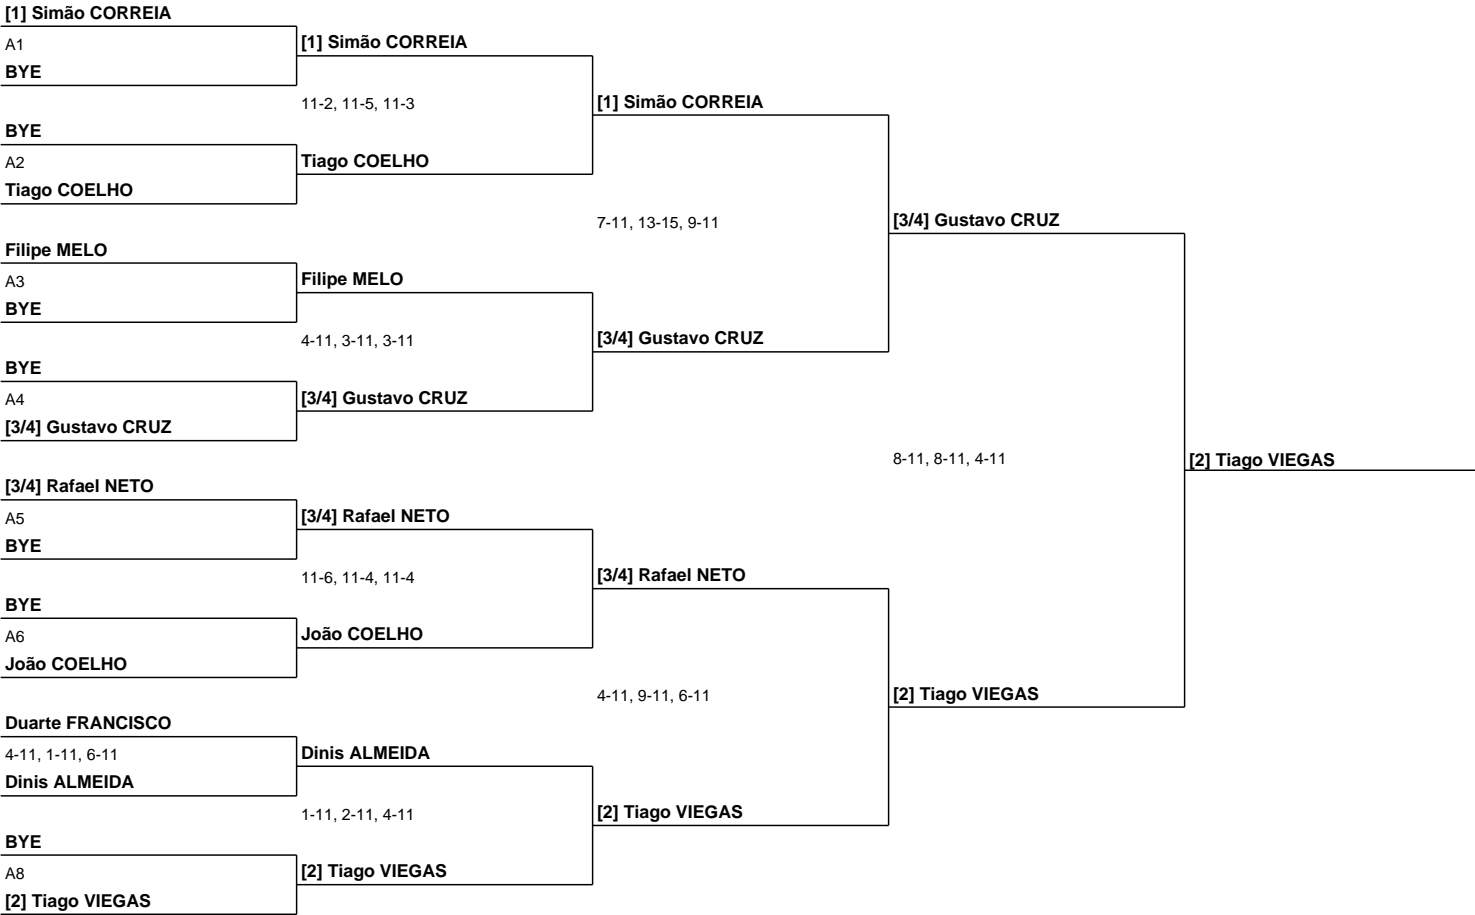 [1] Simão CORREIA
A1
BYE
[1] Simão CORREIA
11-2, 11-5, 11-3
BYE
A2
Tiago COELHO
Tiago COELHO
[1] Simão CORREIA
7-11, 13-15, 9-11
Filipe MELO
A3
BYE
Filipe MELO
4-11, 3-11, 3-11
BYE
A4
[3/4] Gustavo CRUZ
[3/4] Gustavo CRUZ
[3/4] Gustavo CRUZ
[3/4] Gustavo CRUZ
8-11, 8-11, 4-11
[2] Tiago VIEGAS
[3/4] Rafael NETO
A5
BYE
[3/4] Rafael NETO
11-6, 11-4, 11-4
BYE
A6
João COELHO
João COELHO
[3/4] Rafael NETO
4-11, 9-11, 6-11
[2] Tiago VIEGAS
Duarte FRANCISCO
4-11, 1-11, 6-11
Dinis ALMEIDA
Dinis ALMEIDA
1-11, 2-11, 4-11
BYE
A8
[2] Tiago VIEGAS
[2] Tiago VIEGAS
[2] Tiago VIEGAS